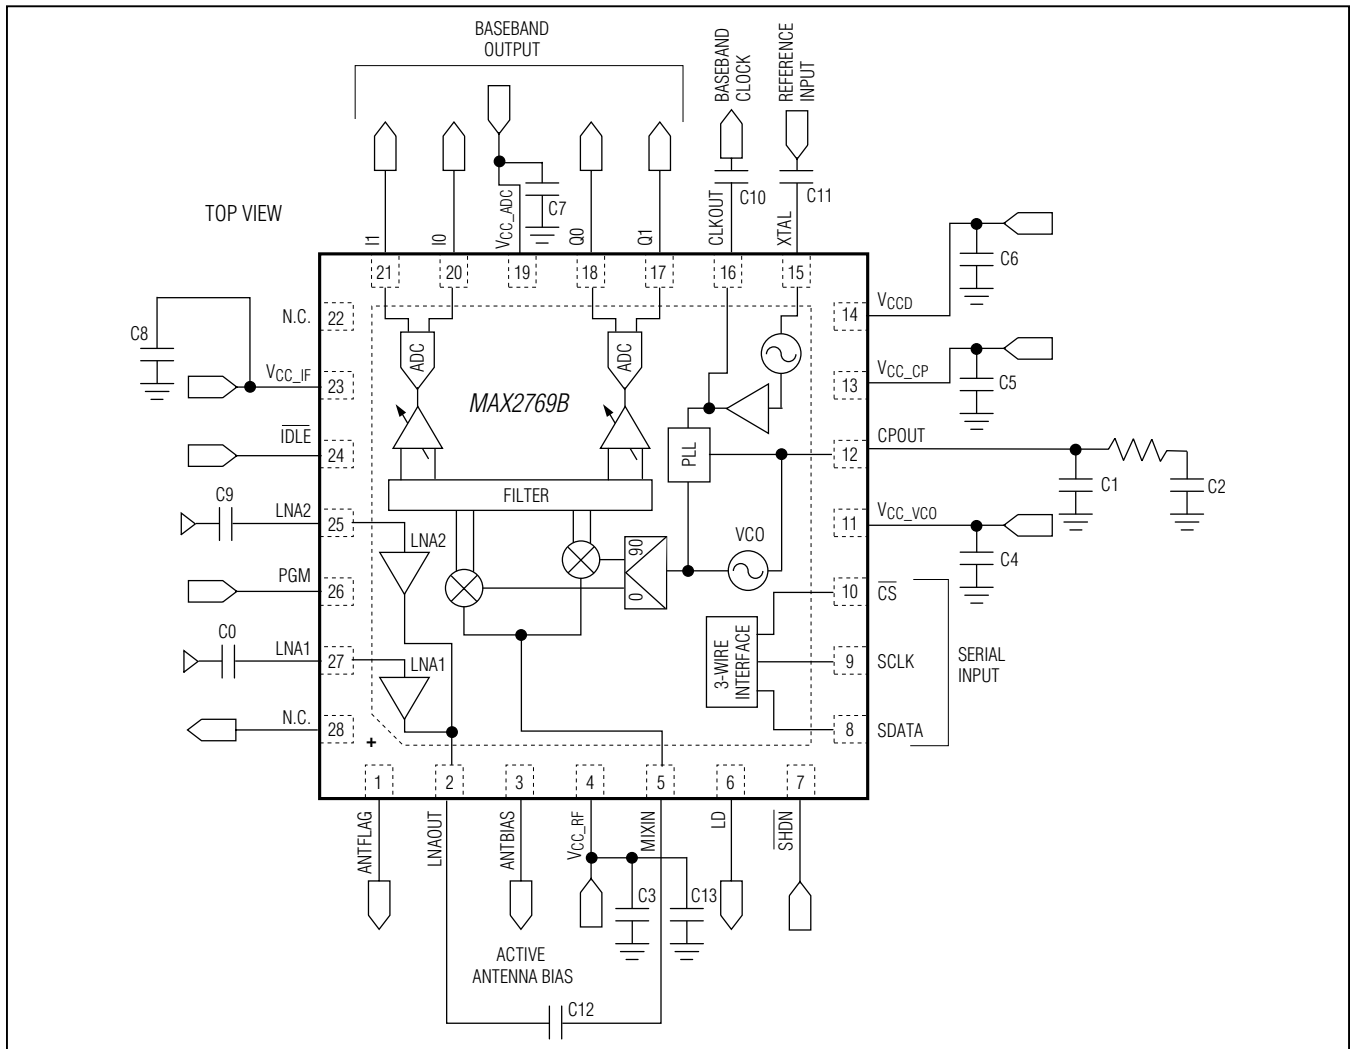 BASEBAND
OUTPUT
BASEBAND
CLOCK
REFERENCE
INPUT
C10
C11
C7
TOP VIEW
I1
I0
VCC_ADC
Q0
Q1
CLKOUT
XTAL
21
20
19
18
17
16
15
C6
C8
N.C.
22
14
VCCD
VCC_IF
23
13
VCC_CP
C5
ADC
ADC
MAX2769B
IDLE
24
12
CPOUT
PLL
C1
C2
FILTER
C9
LNA2
25
11
VCC_VCO
C4
LNA2
VCO
90
0
PGM
26
10
CS
C0
LNA1
27
9
SCLK
SERIAL
INPUT
LNA1
3-WIRE
INTERFACE
N.C.
28
+
8
SDATA
1
2
3
4
5
6
7
ANTFLAG
LNAOUT
ANTBIAS
VCC_RF
MIXIN
LD
SHDN
C3
C13
ACTIVE
ANTENNA BIAS
C12